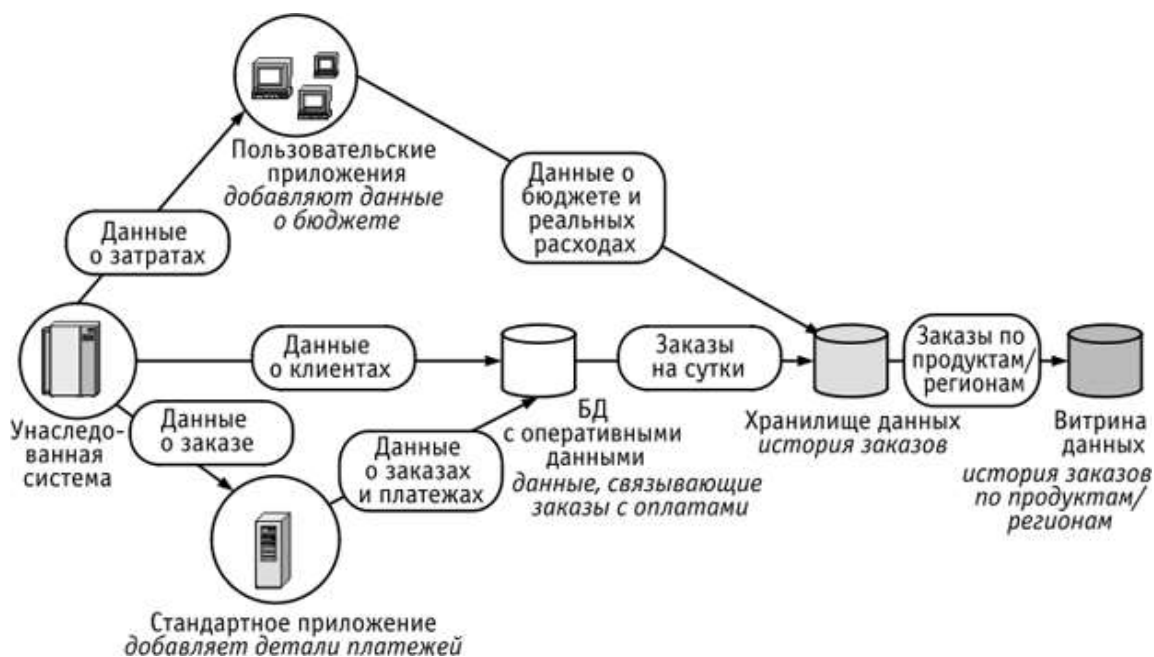 Пользовательские
приложения
добавляют данные
о бюджете
Данные о
бюджете и
реальных
расходах
Данные
о затратах
Данные
о клиентах
Заказы
на сутки
Заказы по
продуктам/
регионам
Унаследо-
ванная
система
Данные
о заказе
Данные
о заказах
и платежах
БД
с оперативными
данными
данные, связывающие
заказы с оплатами
Хранилище данных
история заказов
Витрина
данных
история заказов
по продуктам/
регионам
Стандартное приложение
добавляет детали платежей